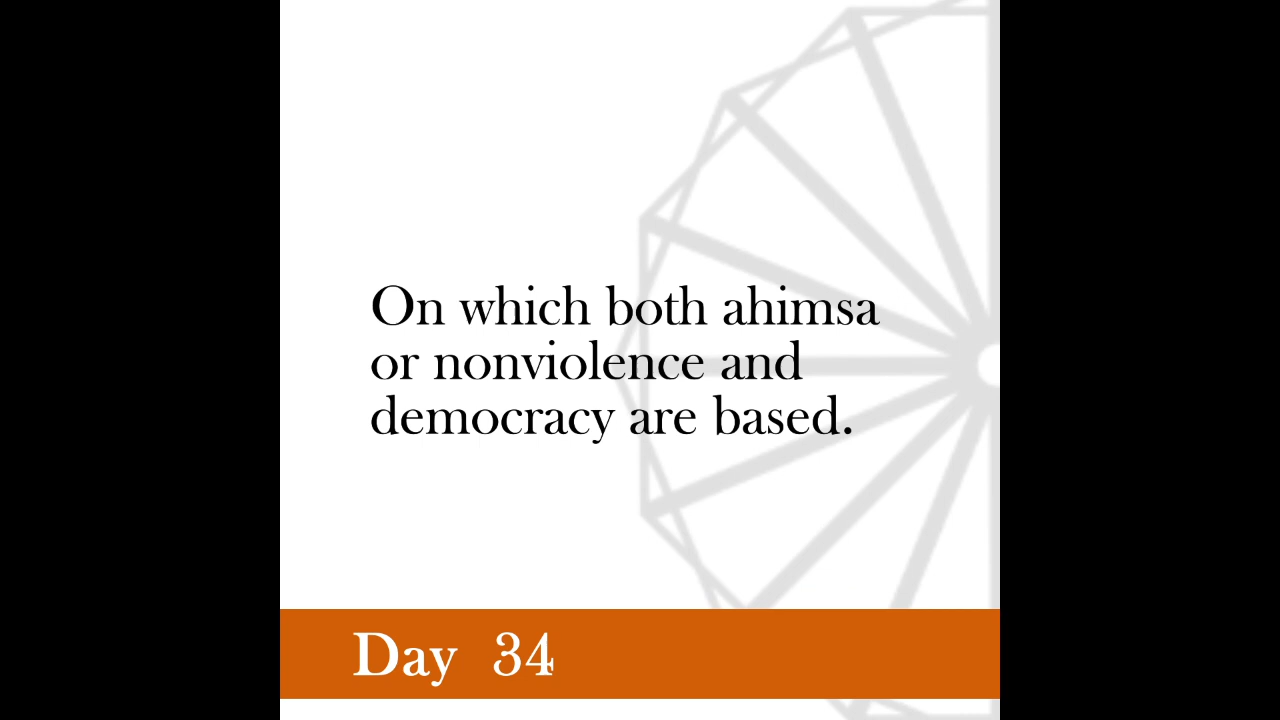 On which both ahimsa
or nonviolence and
democracy are based.
Day 34